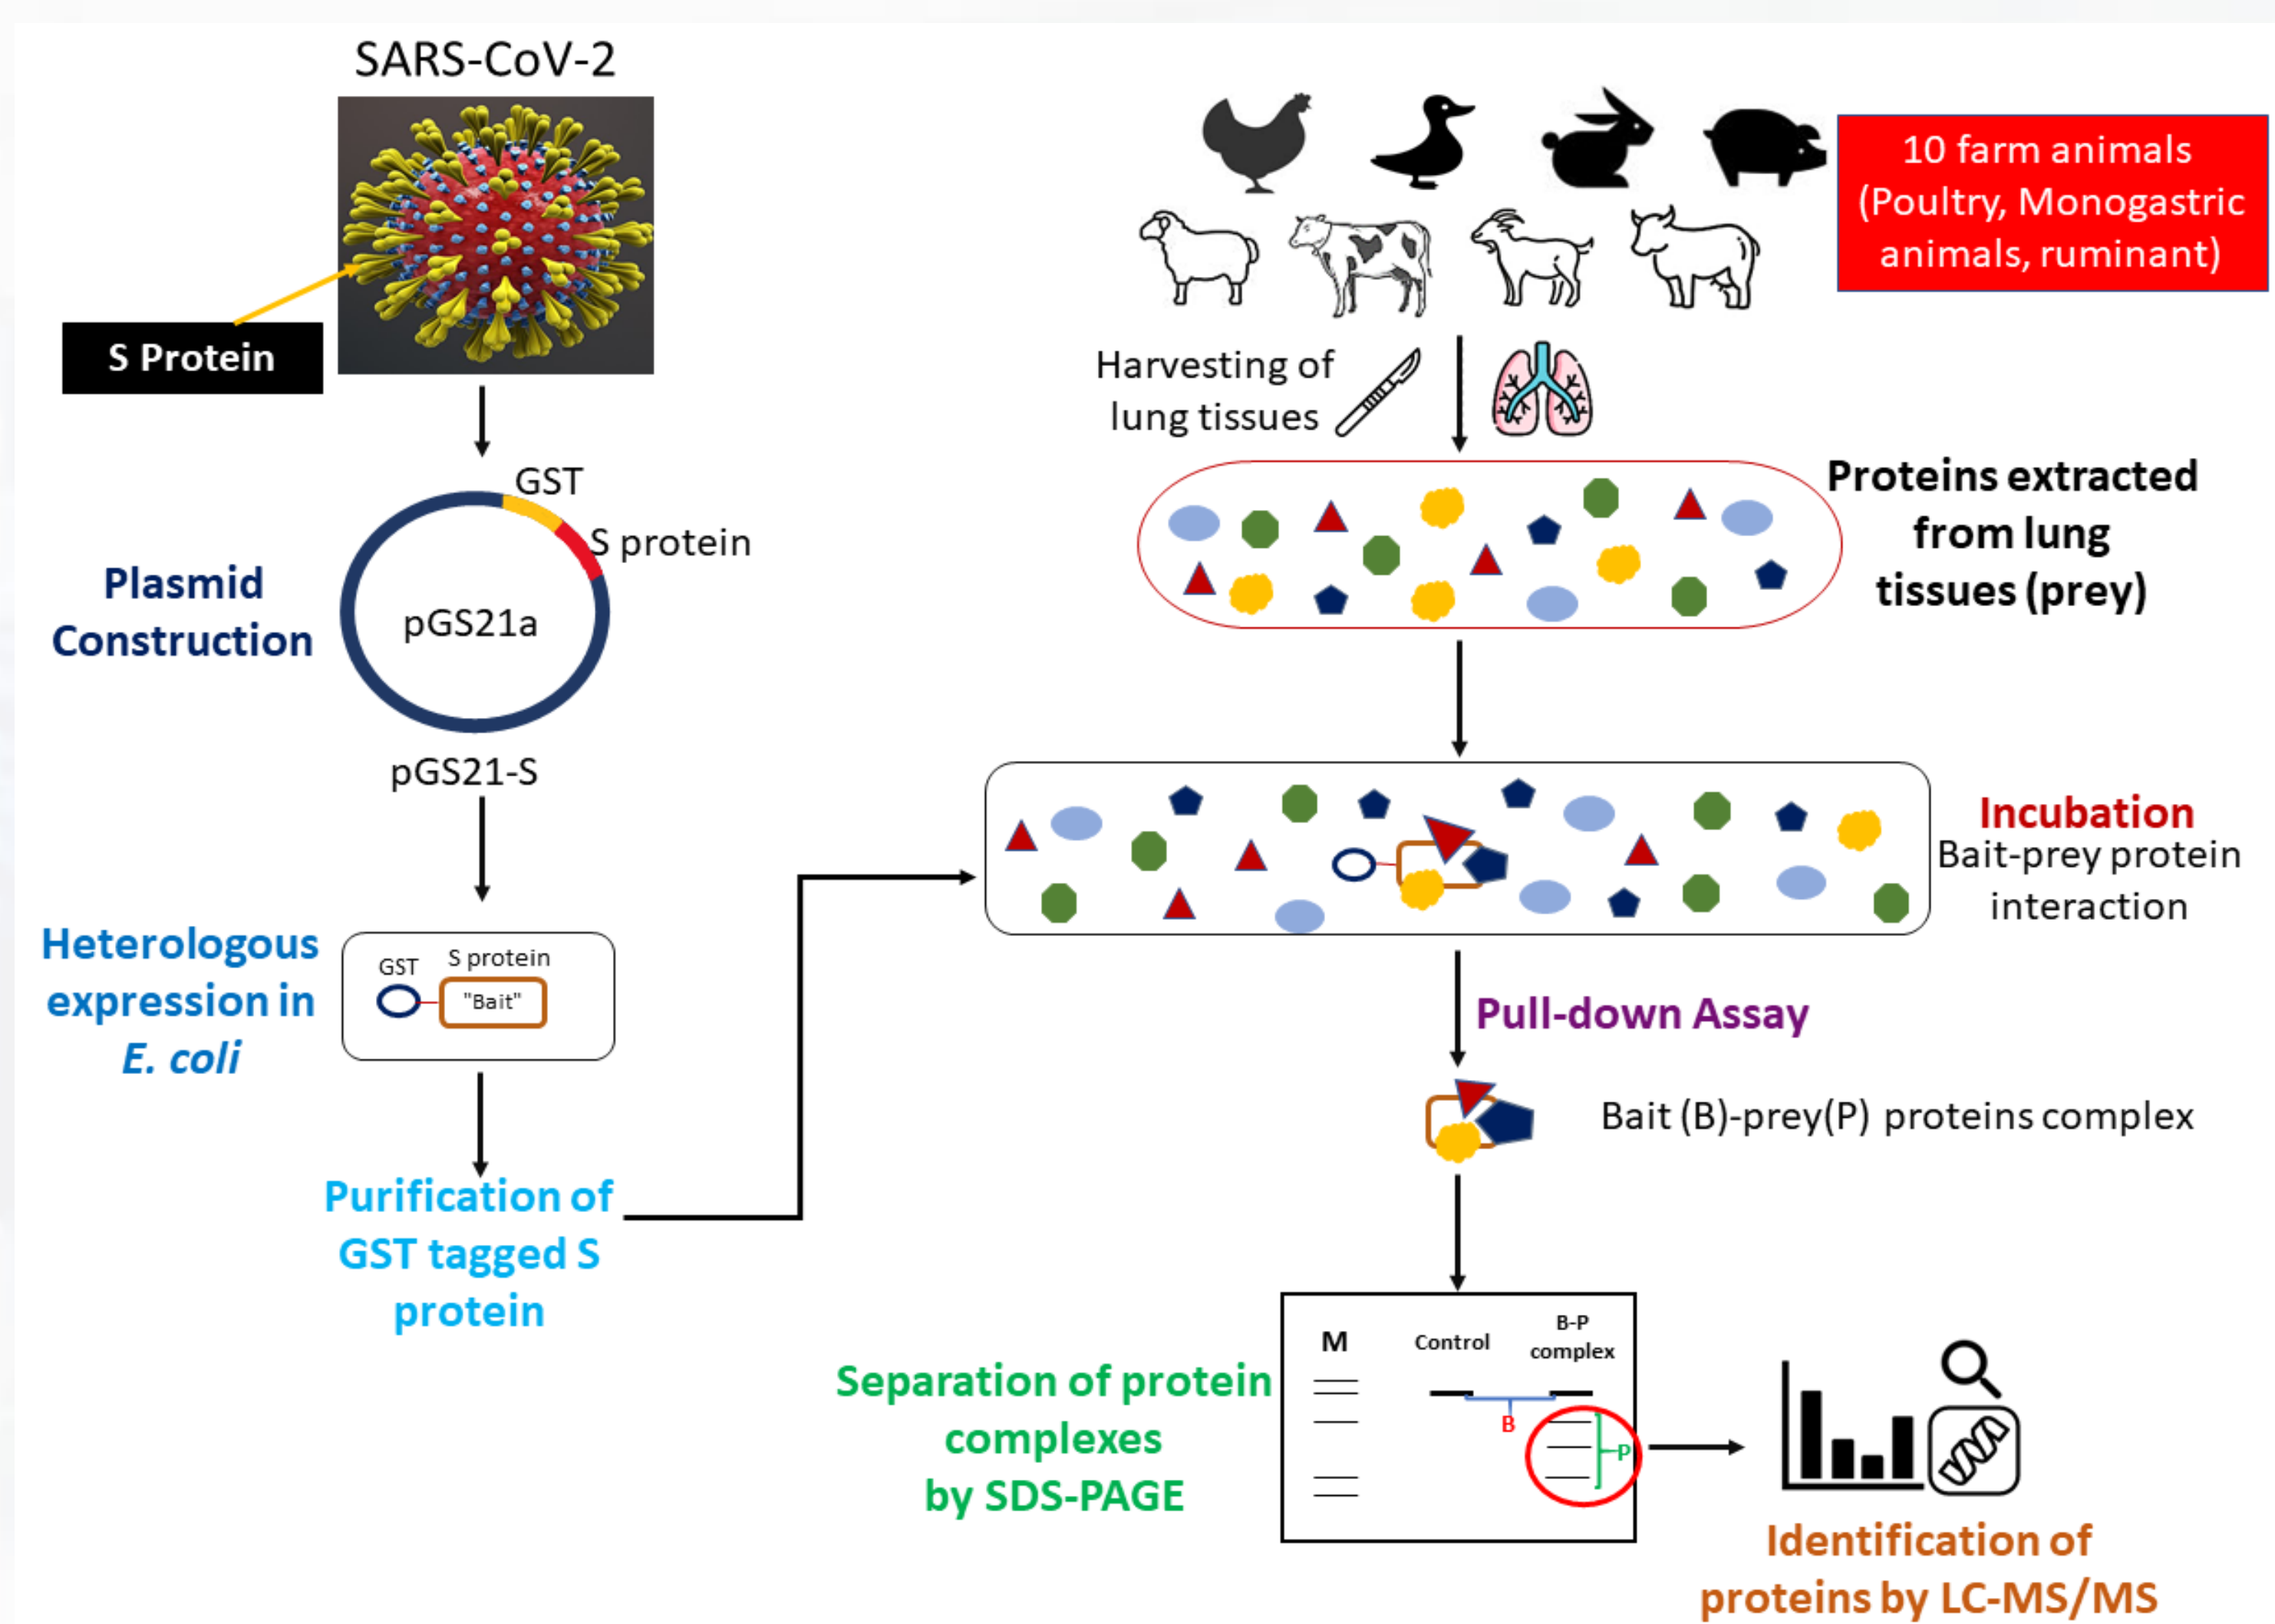 SARS-CoV-2
S Protein
GST
S protein
Plasmid
Construction
pGS21a
pGS21-S
Heterologous
expression in
E. coli
GST
S protein
"Bait"
Purification of
GST tagged S
protein
10 farm animals
(Poultry, Monogastric
animals, ruminant)
Harvesting of
lung tissues
Proteins extracted
from lung
tissues (prey)
Incubation
Bait-prey protein
interaction
Pull-down Assay
Bait (B)-prey(P) proteins complex
Separation of protein
complexes
by SDS-PAGE
M
Control
B-P
complex
B
P
Identification of
proteins by LC-MS/MS